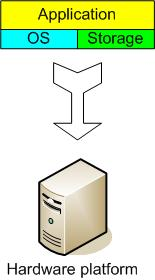 Application
OS Storage
Hardware platform